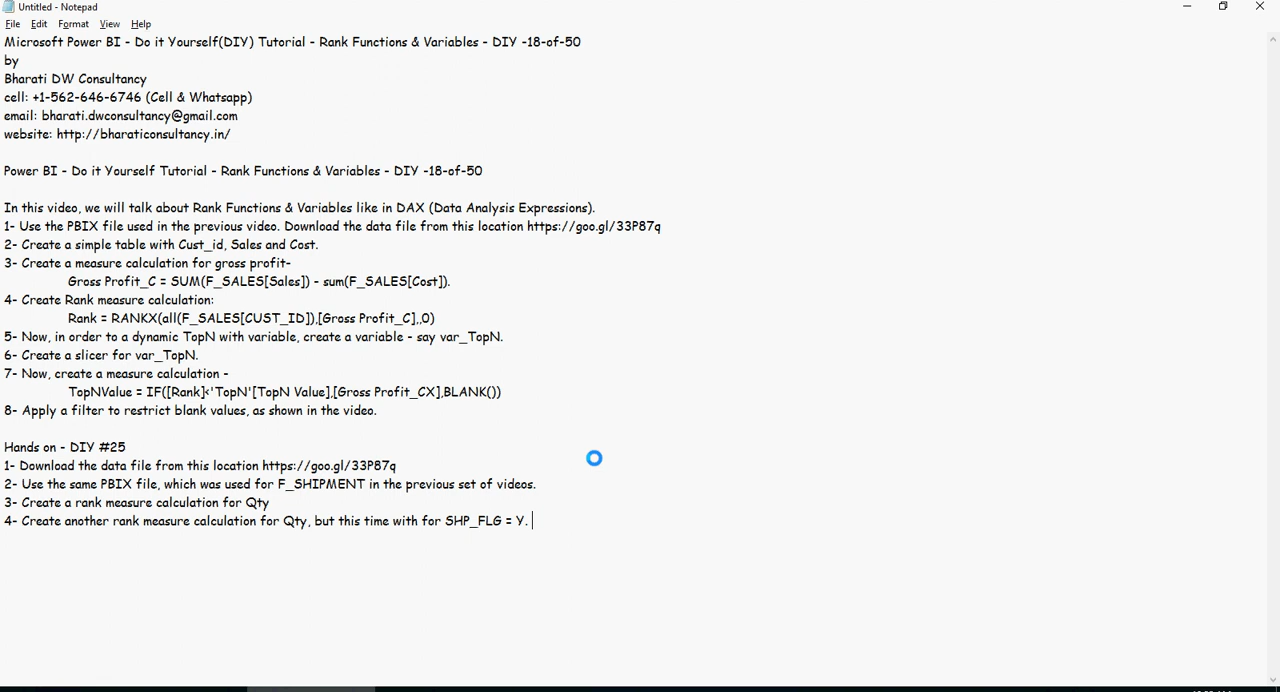 Untitled - Notepad
File Edit Format View Help
Microsoft Power BI - Do it Yourself(DIY) Tutorial - Rank Functions & Variables - DIY -18-of-50
by
Bharati DW Consultancy
cell: +1-562-646-6746 (Cell & Whatsapp)
email: bharati.dwconsultancy@gmail.com
website: http://bharaticonsultancy.in/
Power BI - Do it Yourself Tutorial - Rank Functions & Variables - DIY -18-of-50
In this video, we will talk about Rank Functions & Variables like in DAX (Data Analysis Expressions).
1- Use the PBIX file used in the previous video. Download the data file from this location https://goo.gl/33P87q
2- Create a simple table with Cust_id, Sales and Cost.
3- Create a measure calculation for gross profit-
Gross Profit_C = SUM(F_SALES[Sales]) - sum(F_SALES[Cost]).
4- Create Rank measure calculation:
Rank = RANKX(all(F_SALES[CUST_ID]),[Gross Profit_C],,0)
5- Now, in order to a dynamic TopN with variable, create a variable - say var_TopN.
6- Create a slicer for var_TopN.
7- Now, create a measure calculation -
TopNValue = IF([Rank]<'TopN'[TopN Value],[Gross Profit_CX],BLANK())
8- Apply a filter to restrict blank values, as shown in the video.
Hands on - DIY #25
1- Download the data file from this location https://goo.gl/33P87q
2- Use the same PBIX file, which was used for F_SHIPMENT in the previous set of videos.
3- Create a rank measure calculation for Qty
4- Create another rank measure calculation for Qty, but this time with for SHP_FLG = Y.